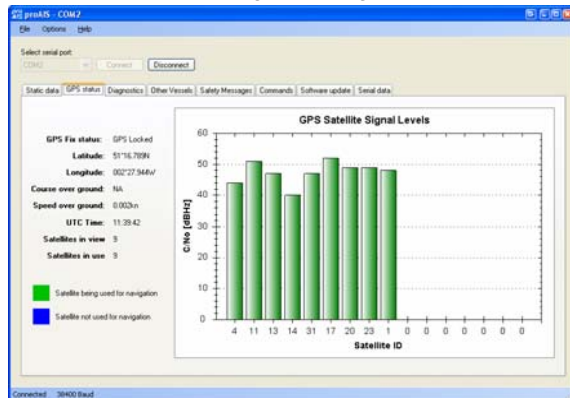 proAIS - COM2
File Options Help
Select serial port:
COM2 Connect Disconnect
Static data GPS status Diagnostics Other Vessels Safety Messages Commands Software update Serial data
GPS Satellite Signal Levels
GPS Fix status: GPS Locked
Latitude: 51°16.789N
Longitude: 002°27.944W
Course over ground: NA
Speed over ground: 0.002kn
UTC Time: 11:39:42
Satellites in view 9
Satellites in use 9
Satellite being used for navigation
Satellite not used for navigation
C/No [dBHz]
60
50
40
30
20
10
0
4 11 13 14 31 17 20 23 1 0 0 0 0 0 0 0
Satellite ID
Connected 38400 Baud